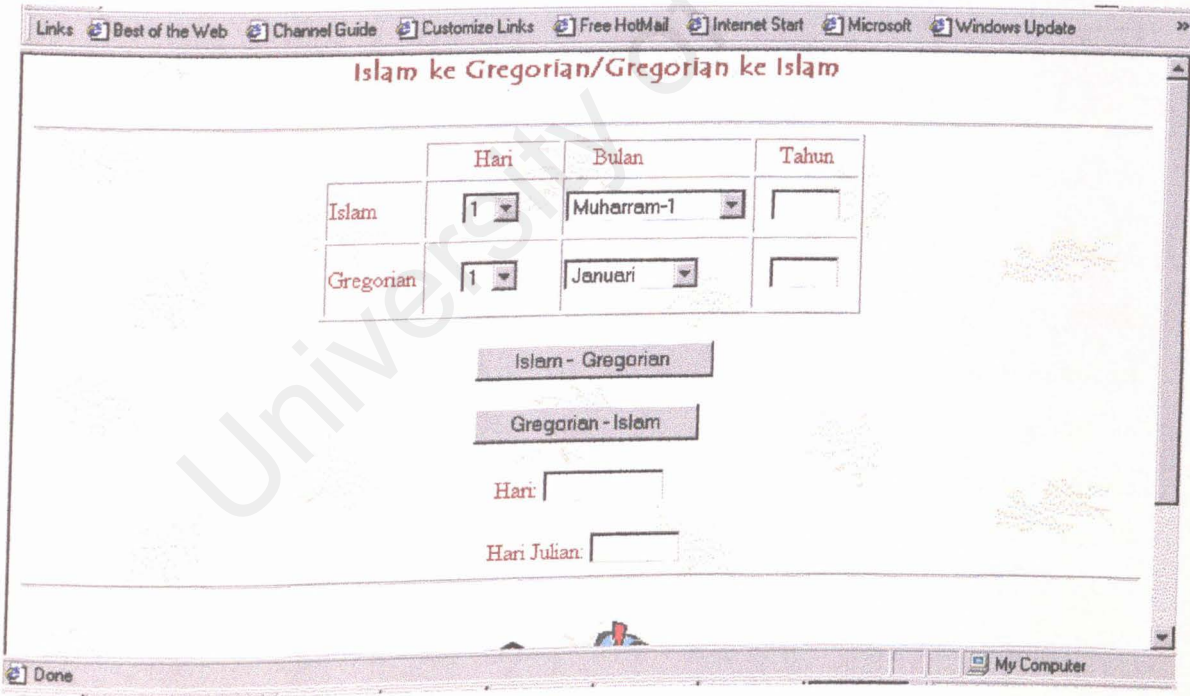 Links Best of the Web Channel Guide Customize Links Free HotMail Internet Start Microsoft Windows Update »
Islam ke Gregorian/Gregorian ke Islam
Hari Bulan Tahun
Islam 1 Muharram-1
Gregorian 1 Januari
Islam - Gregorian
Gregorian - Islam
Hari:
Hari Julian:
Done My Computer
University